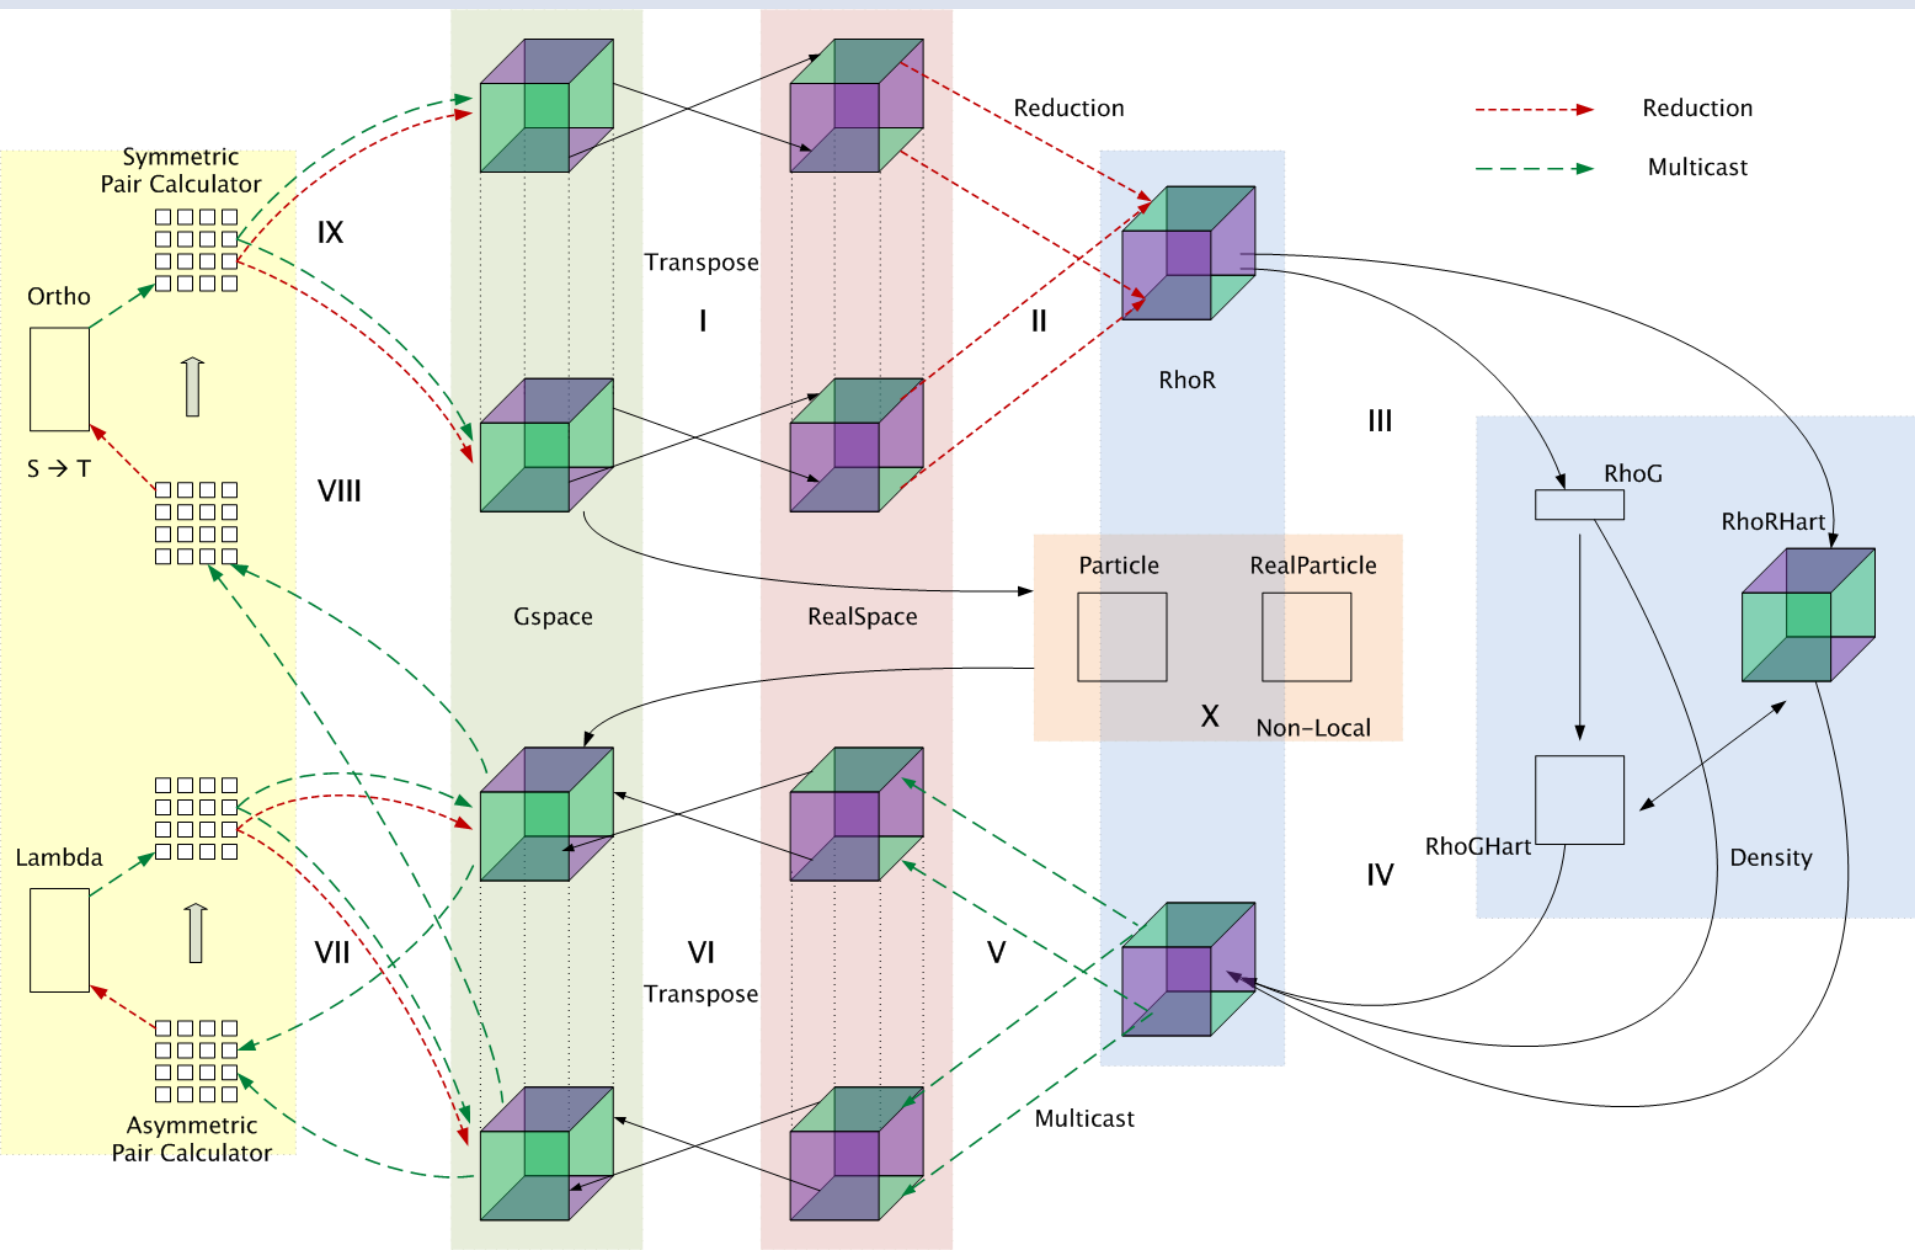 Reduction
Reduction
Multicast
Symmetric
Pair Calculator
IX
Transpose
I
II
Ortho
RhoR
S → T
VIII
III
RhoG
RhoRHart
Particle
RealParticle
Gspace
RealSpace
X
Non-Local
Lambda
RhoGHart
Density
IV
VII
VI
Transpose
V
Multicast
Asymmetric
Pair Calculator